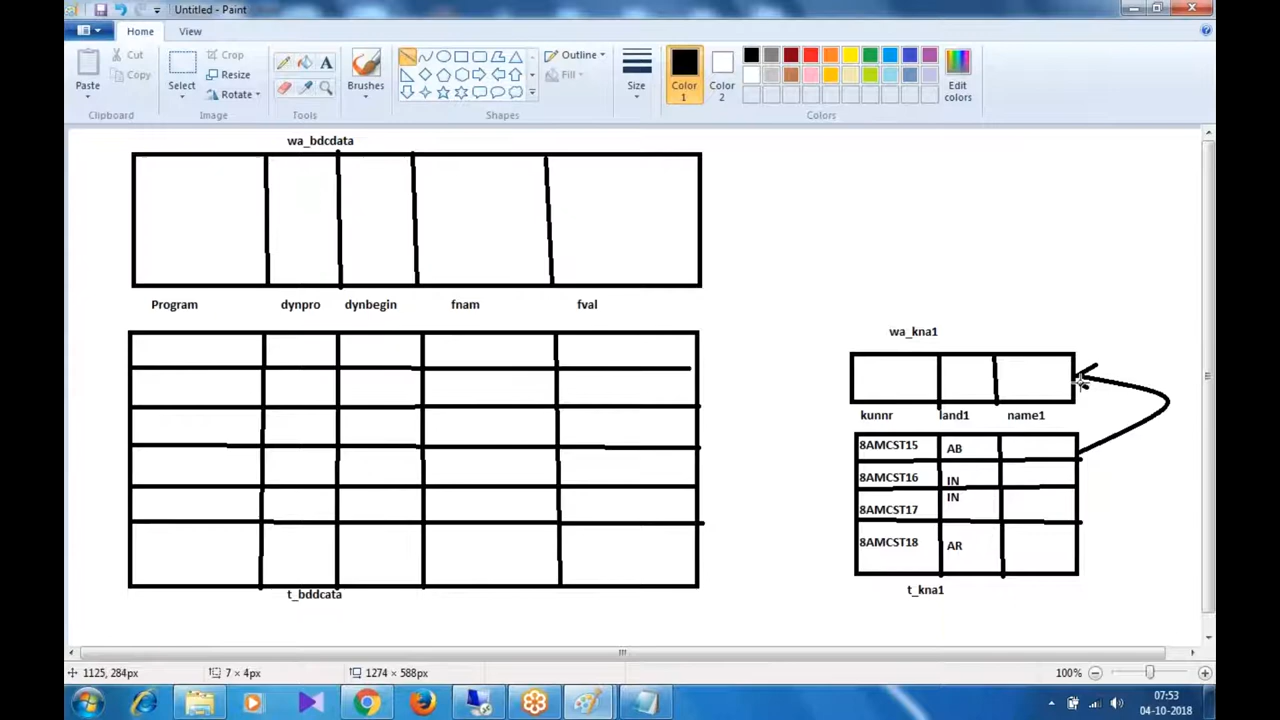 Untitled - Paint
Home View
Paste
Cut
Copy
Clipboard
Select
Crop
Resize
Rotate
Image
A
Tools
Brushes
Outline
Fill
Shapes
Size
Color 1
Color 2
Edit colors
Colors
wa_bdcdata
Program dynpro dynbegin fnam fval
t_bddcata
wa_kna1
kunnr land1 name1
8AMCST15 AB
8AMCST16 IN
8AMCST17 IN
8AMCST18 AR
t_kna1
1125, 284px 7 × 4px 1274 × 588px 100%
07:53
04-10-2018